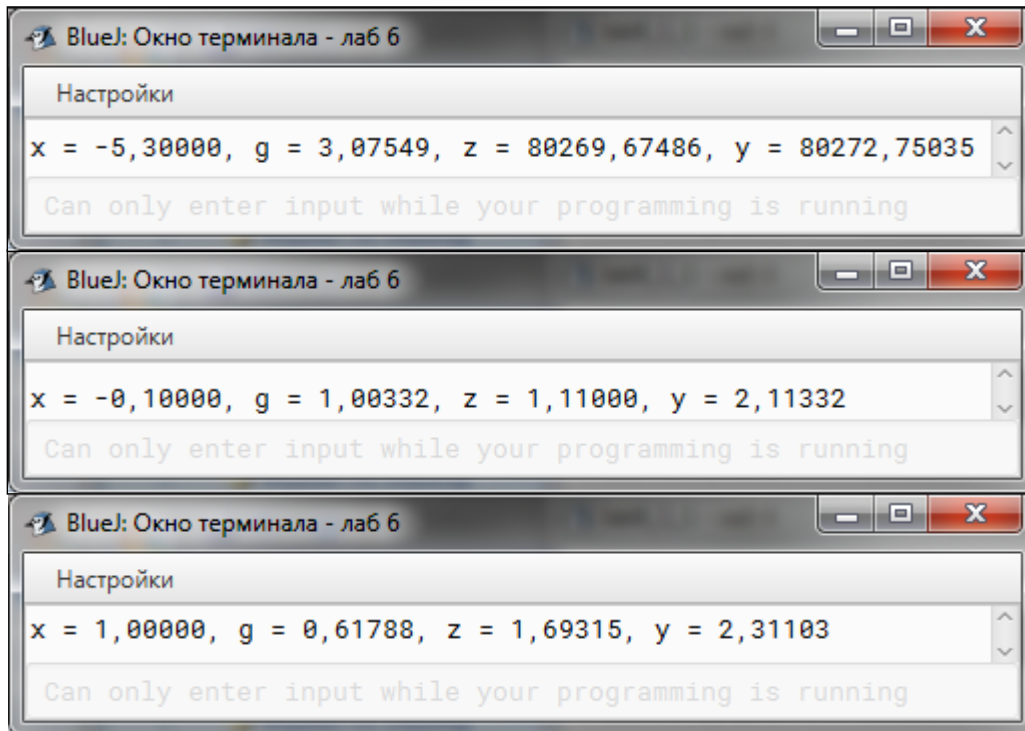 BlueJ: Окно терминала - лаб 6
Настройки
x = -5,30000, g = 3,07549, z = 80269,67486, y = 80272,75035
Can only enter input while your programming is running
BlueJ: Окно терминала - лаб 6
Настройки
x = -0,10000, g = 1,00332, z = 1,11000, y = 2,11332
Can only enter input while your programming is running
BlueJ: Окно терминала - лаб 6
Настройки
x = 1,00000, g = 0,61788, z = 1,69315, y = 2,31103
Can only enter input while your programming is running